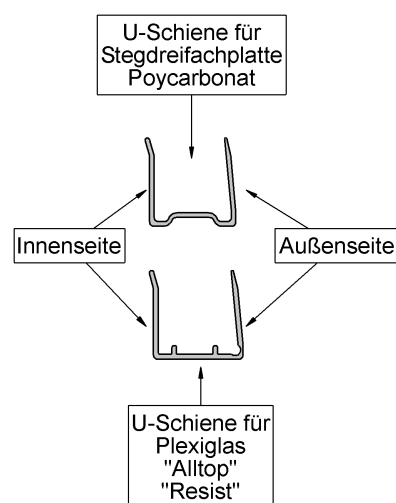 U-Schiene für
Stegdreifachplatte
Poycarbonat
Innenseite
Außenseite
U-Schiene für
Plexiglas
"Alltop"
"Resist"